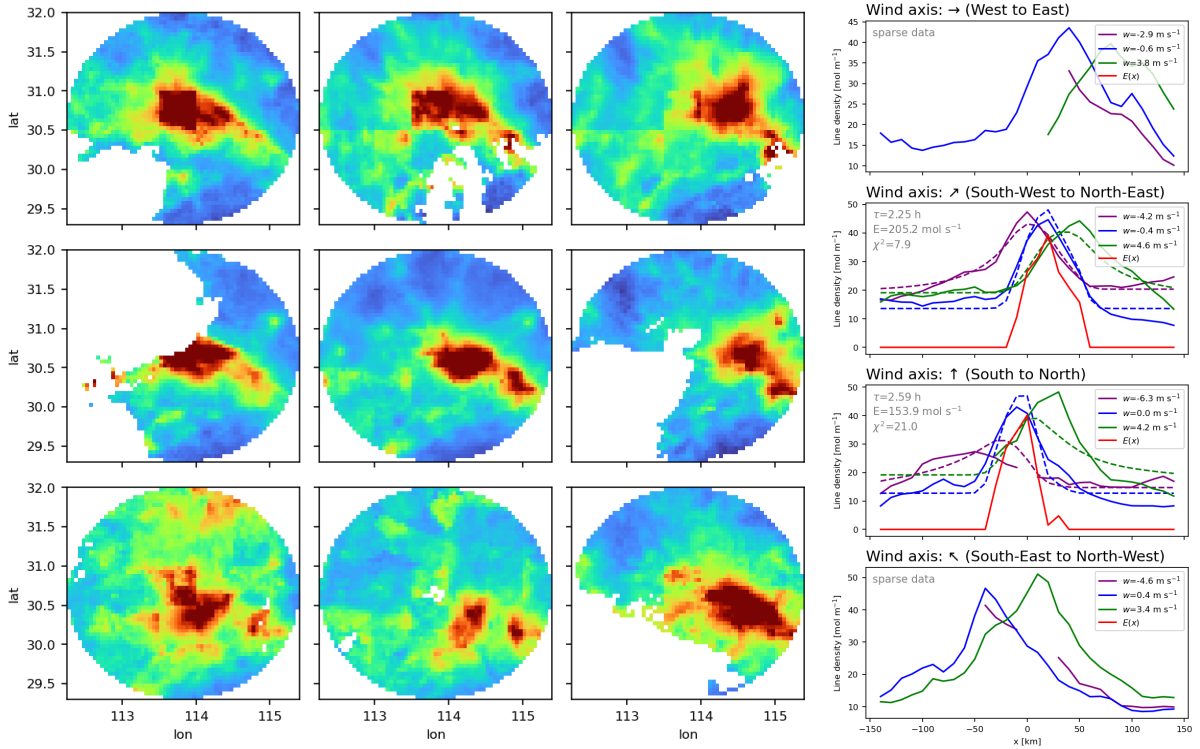 lat
32.0
31.5
31.0
30.5
30.0
29.5
lat
32.0
31.5
31.0
30.5
30.0
29.5
lat
32.0
31.5
31.0
30.5
30.0
29.5
113 114 115
lon
113 114 115
lon
113 114 115
lon
Wind axis: → (West to East)
sparse data
w=-2.9 m s⁻¹
w=-0.6 m s⁻¹
w=3.8 m s⁻¹
E(x)
Line density [mol m⁻¹]
45
40
35
30
25
20
15
10
Wind axis: ↗ (South-West to North-East)
τ=2.25 h
E=205.2 mol s⁻¹
χ²=7.9
w=-4.2 m s⁻¹
w=-0.4 m s⁻¹
w=4.6 m s⁻¹
E(x)
Line density [mol m⁻¹]
50
40
30
20
10
0
Wind axis: ↑ (South to North)
τ=2.59 h
E=153.9 mol s⁻¹
χ²=21.0
w=-6.3 m s⁻¹
w=0.0 m s⁻¹
w=4.2 m s⁻¹
E(x)
Line density [mol m⁻¹]
50
40
30
20
10
0
Wind axis: ↖ (South-East to North-West)
sparse data
w=-4.6 m s⁻¹
w=0.4 m s⁻¹
w=3.4 m s⁻¹
E(x)
Line density [mol m⁻¹]
50
40
30
20
10
−150 −100 −50 0 50 100 150
x [km]